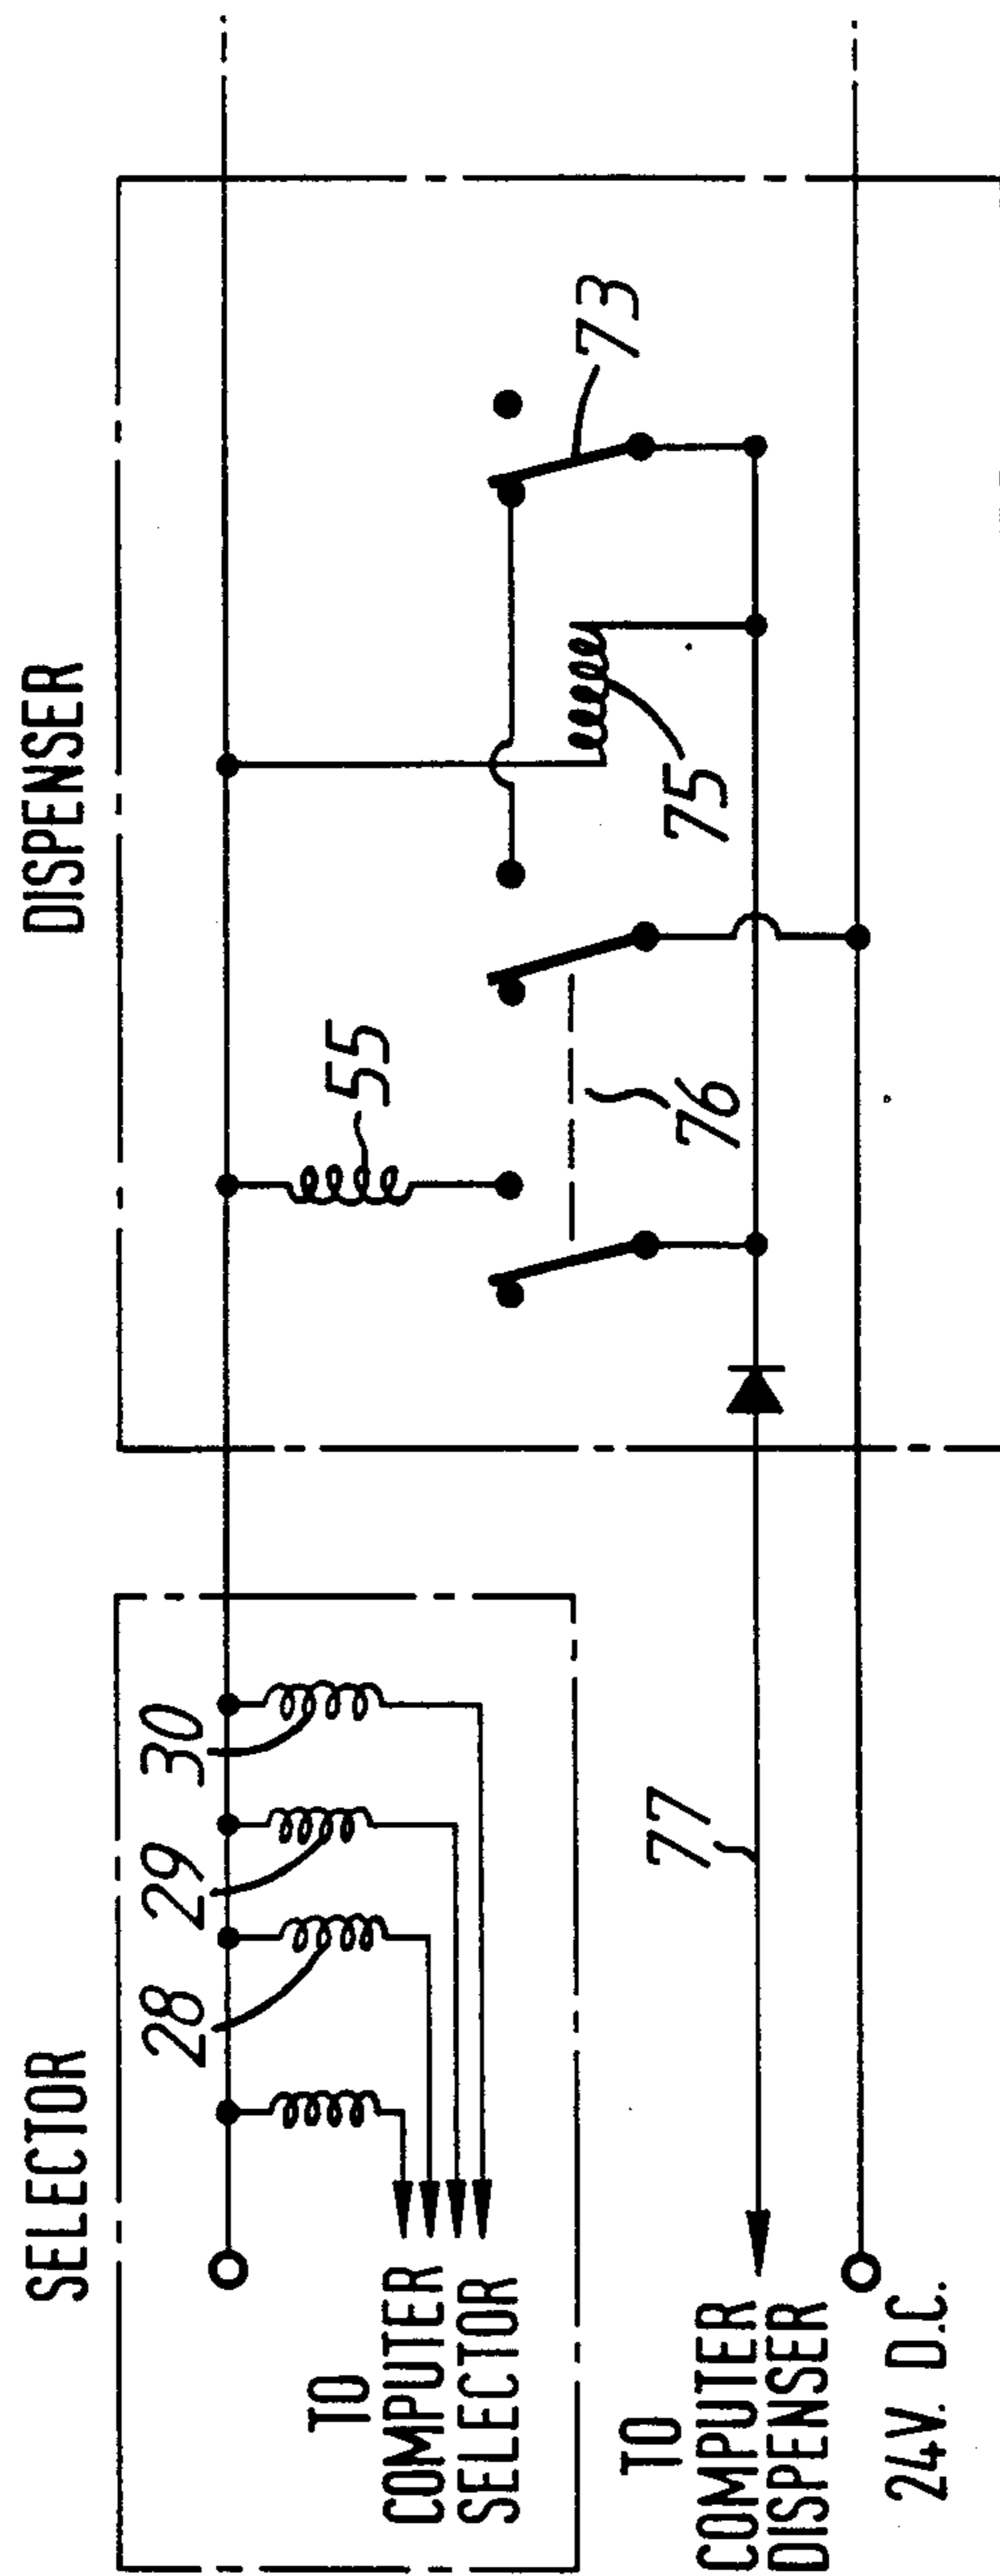 SELECTOR
DISPENSER
28
29
30
55
73
75
76
77
TO
COMPUTER
SELECTOR
TO
COMPUTER
DISPENSER
24V. D.C.